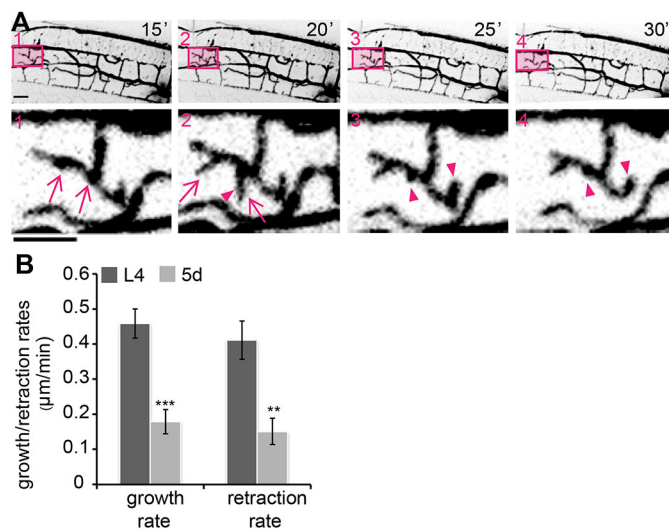 A
15’
20’
25’
30’
1
2
3
4
1
2
3
4
B
L4
5d
0.6
0.5
0.4
0.3
0.2
0.1
0
growth/retraction rates
(µm/min)
***
**
growth
rate
retraction
rate